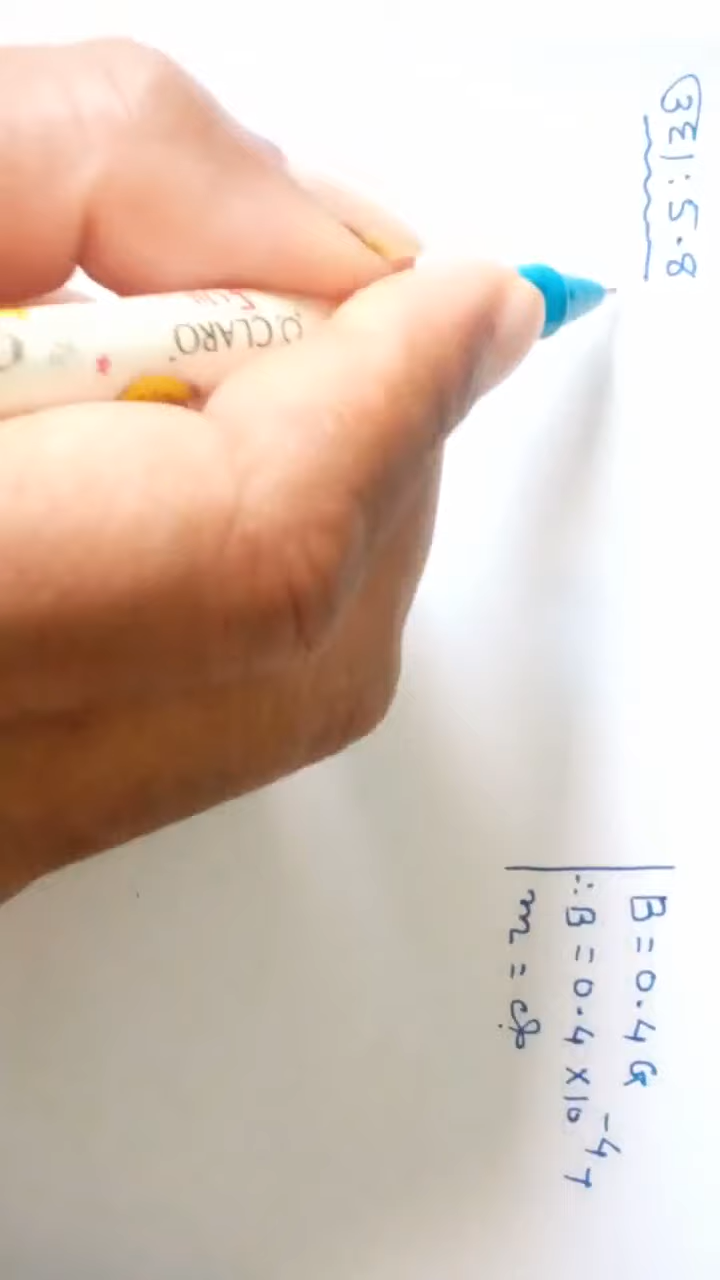 উদা: 5.8
B = 0.4 G
∴ B = 0.4 × 10⁻⁴ T
m = ?
O.CLARO